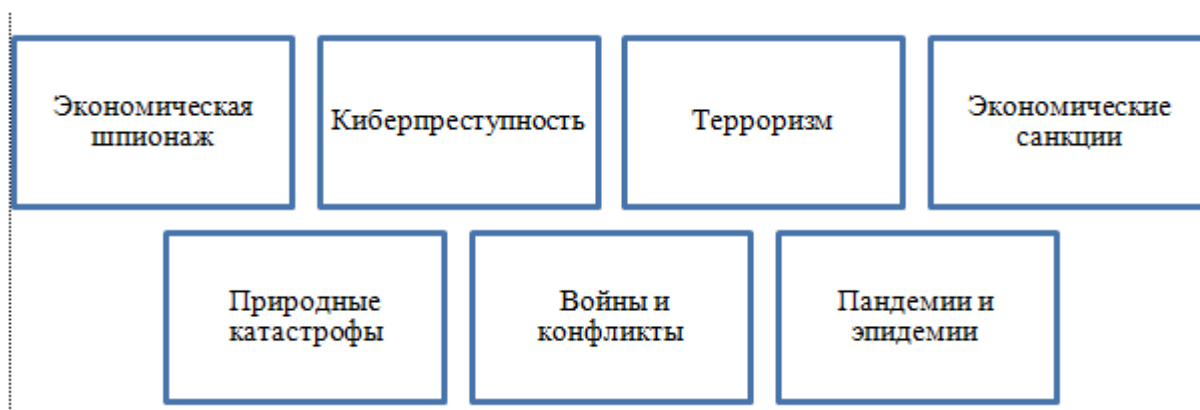 Экономическая
шпионаж
Киберпреступность
Терроризм
Экономические
санкции
Природные
катастрофы
Войны и
конфликты
Пандемии и
эпидемии